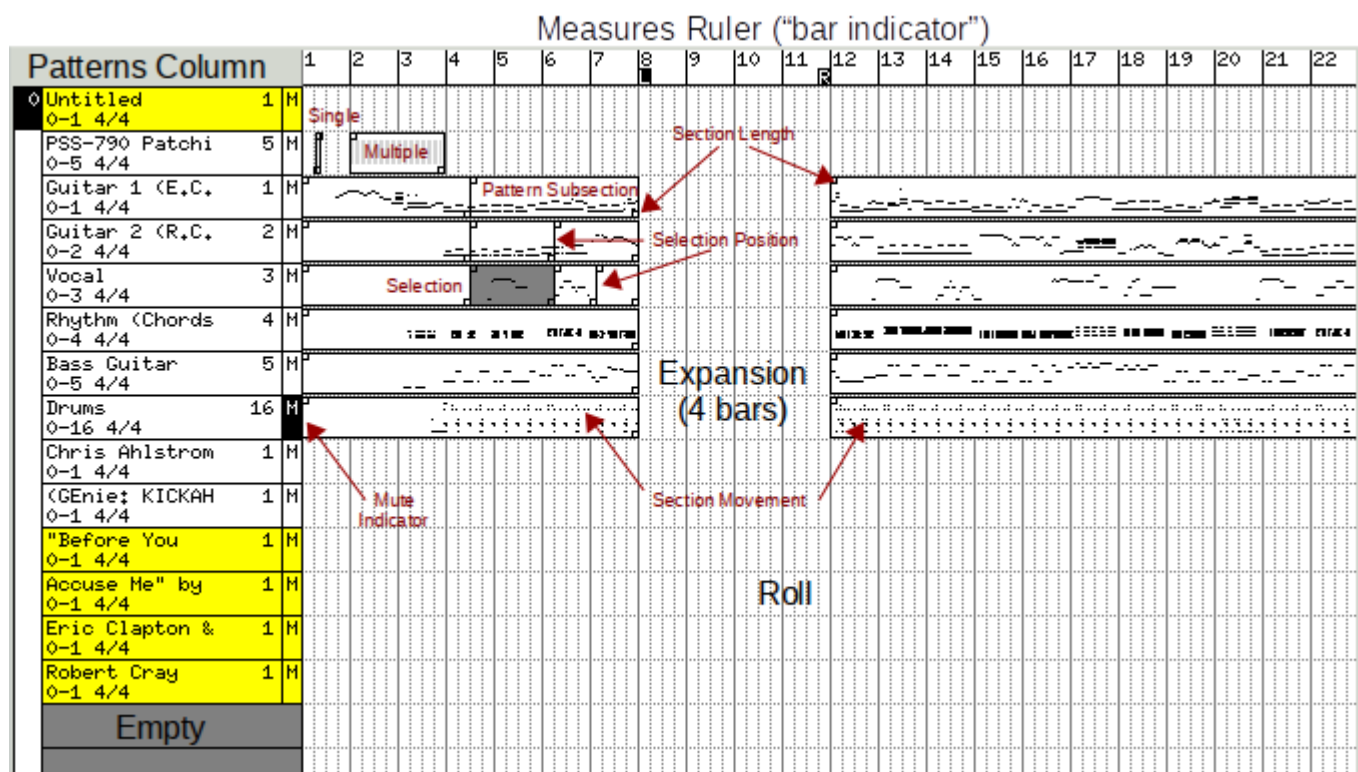 Measures Ruler (“bar indicator”)
Patterns Column
1 2 3 4 5 6 7 8 9 10 11 12 13 14 15 16 17 18 19 20 21 22
R
0 Untitled 1 M
0-1 4/4
Single
PSS-790 Patchi 5 M
0-5 4/4
Multiple
Section Length
Guitar 1 (E.C. 1 M
0-1 4/4
Pattern Subsection
Guitar 2 (R.C. 2 M
0-2 4/4
Selection Position
Vocal 3 M
0-3 4/4
Selection
Rhythm (Chords 4 M
0-4 4/4
Bass Guitar 5 M
0-5 4/4
Expansion
(4 bars)
Drums 16 M
0-16 4/4
Chris Ahlstrom 1 M
0-1 4/4
(GEnie: KICKAH 1 M
0-1 4/4
Mute
Indicator
Section Movement
"Before You 1 M
0-1 4/4
Accuse Me" by 1 M
0-1 4/4
Roll
Eric Clapton & 1 M
0-1 4/4
Robert Cray 1 M
0-1 4/4
Empty